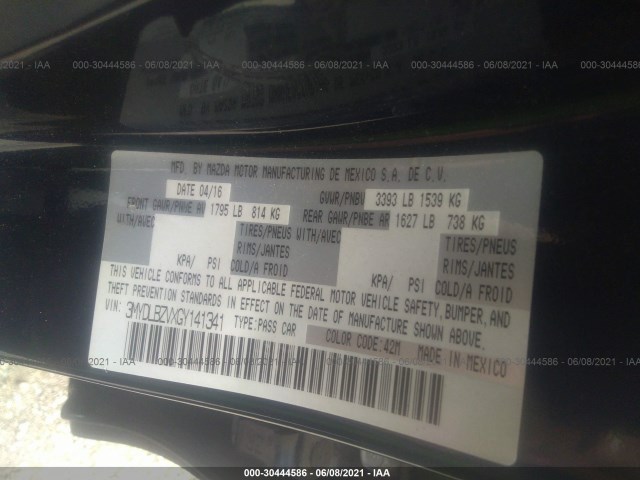 000-30444586 - 06/08/2021 - IAA
MFD. BY MAZDA MOTOR MANUFACTURING DE MEXICO S.A. DE C.V.
DATE 04/16 GVWR/PNBV 3393 LB 1539 KG
FRONT GAWR/PNBE AV 1795 LB 814 KG REAR GAWR/PNBE AR 1627 LB 738 KG
WITH/AVEC TIRES/PNEUS WITH/AVEC TIRES/PNEUS
RIMS/JANTES RIMS/JANTES
KPA/ PSI COLD/A FROID KPA/ PSI COLD/A FROID
THIS VEHICLE CONFORMS TO ALL APPLICABLE FEDERAL MOTOR VEHICLE SAFETY, BUMPER, AND
THEFT PREVENTION STANDARDS IN EFFECT ON THE DATE OF MANUFACTURE SHOWN ABOVE.
VIN: 3MYDLBZVXGY141341 TYPE: PASS CAR COLOR CODE: 42M MADE IN MEXICO
000-30444586 - 06/08/2021 - IAA